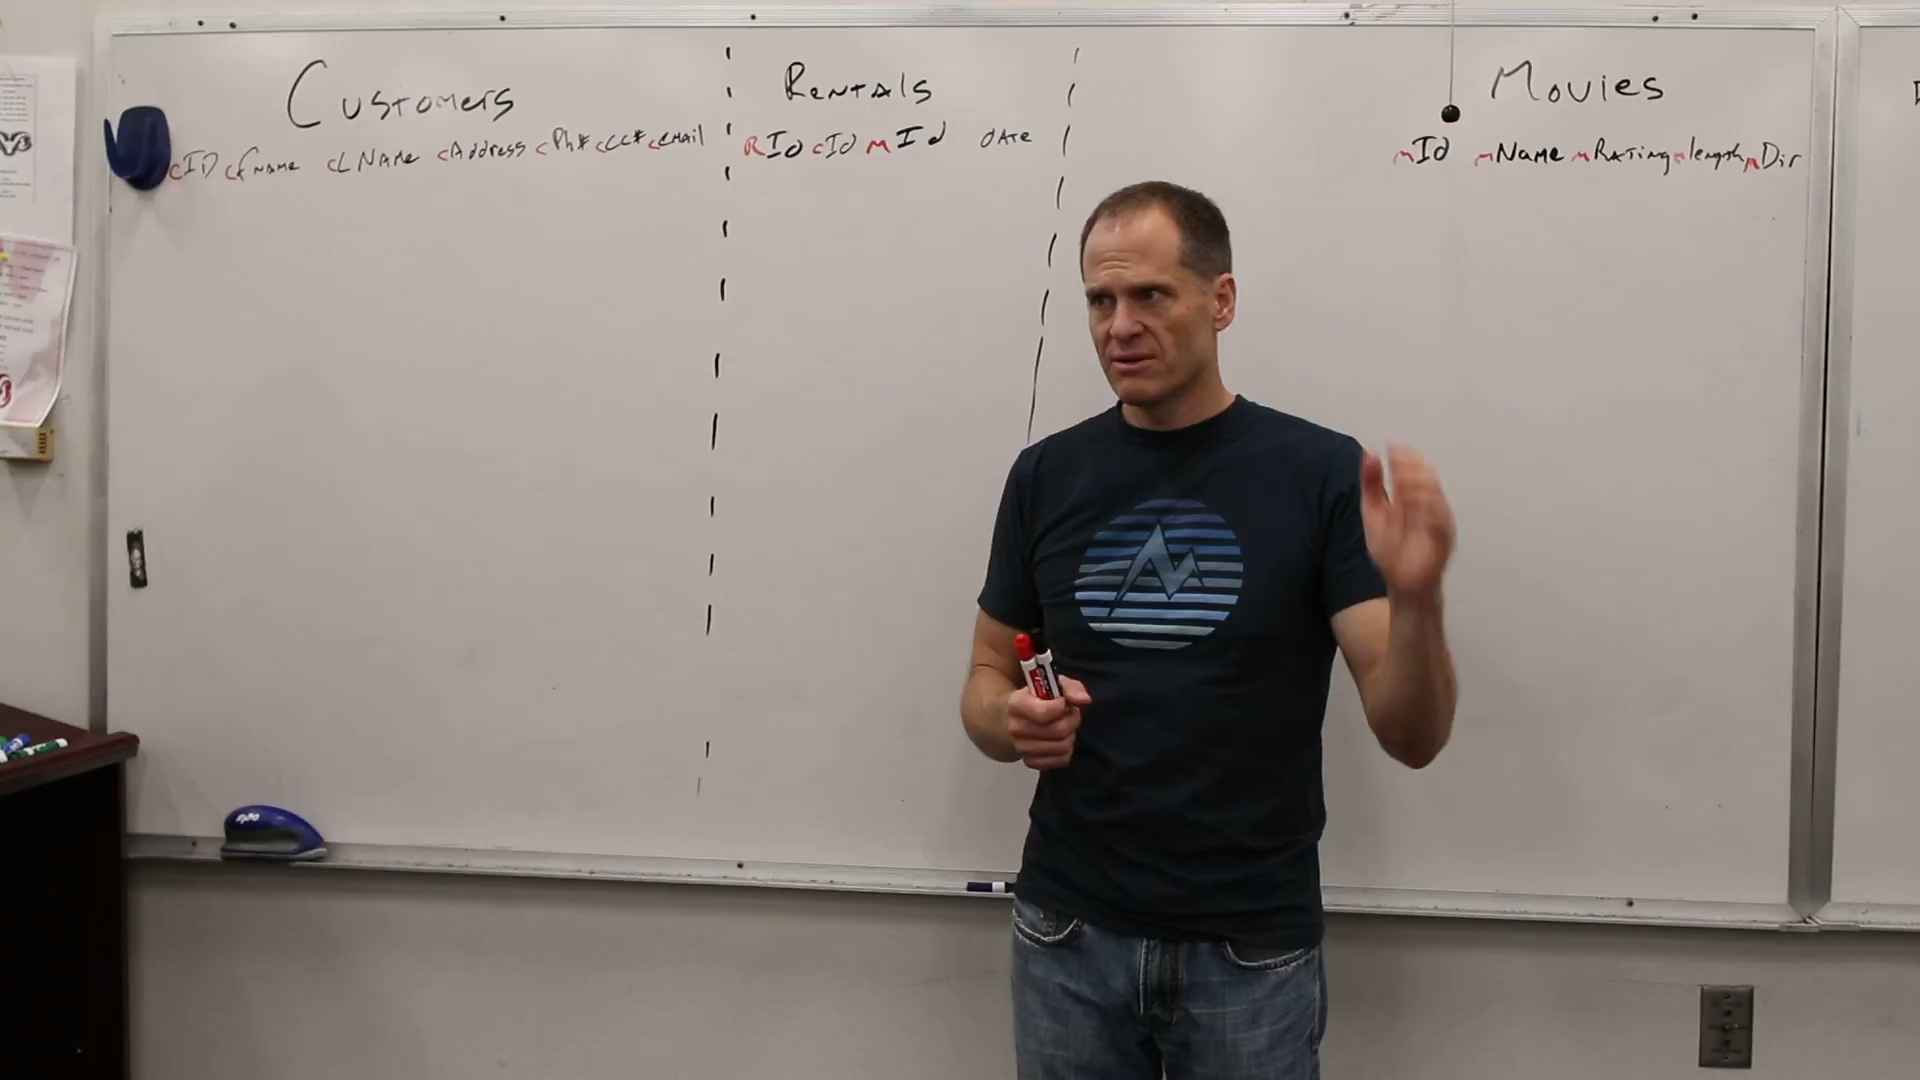 Customers
cID cFName cLName cAddress cPh# cCC# cemail
Rentals
RId cId mId date
Movies
mId mName mRating mlength mDir
EXPO